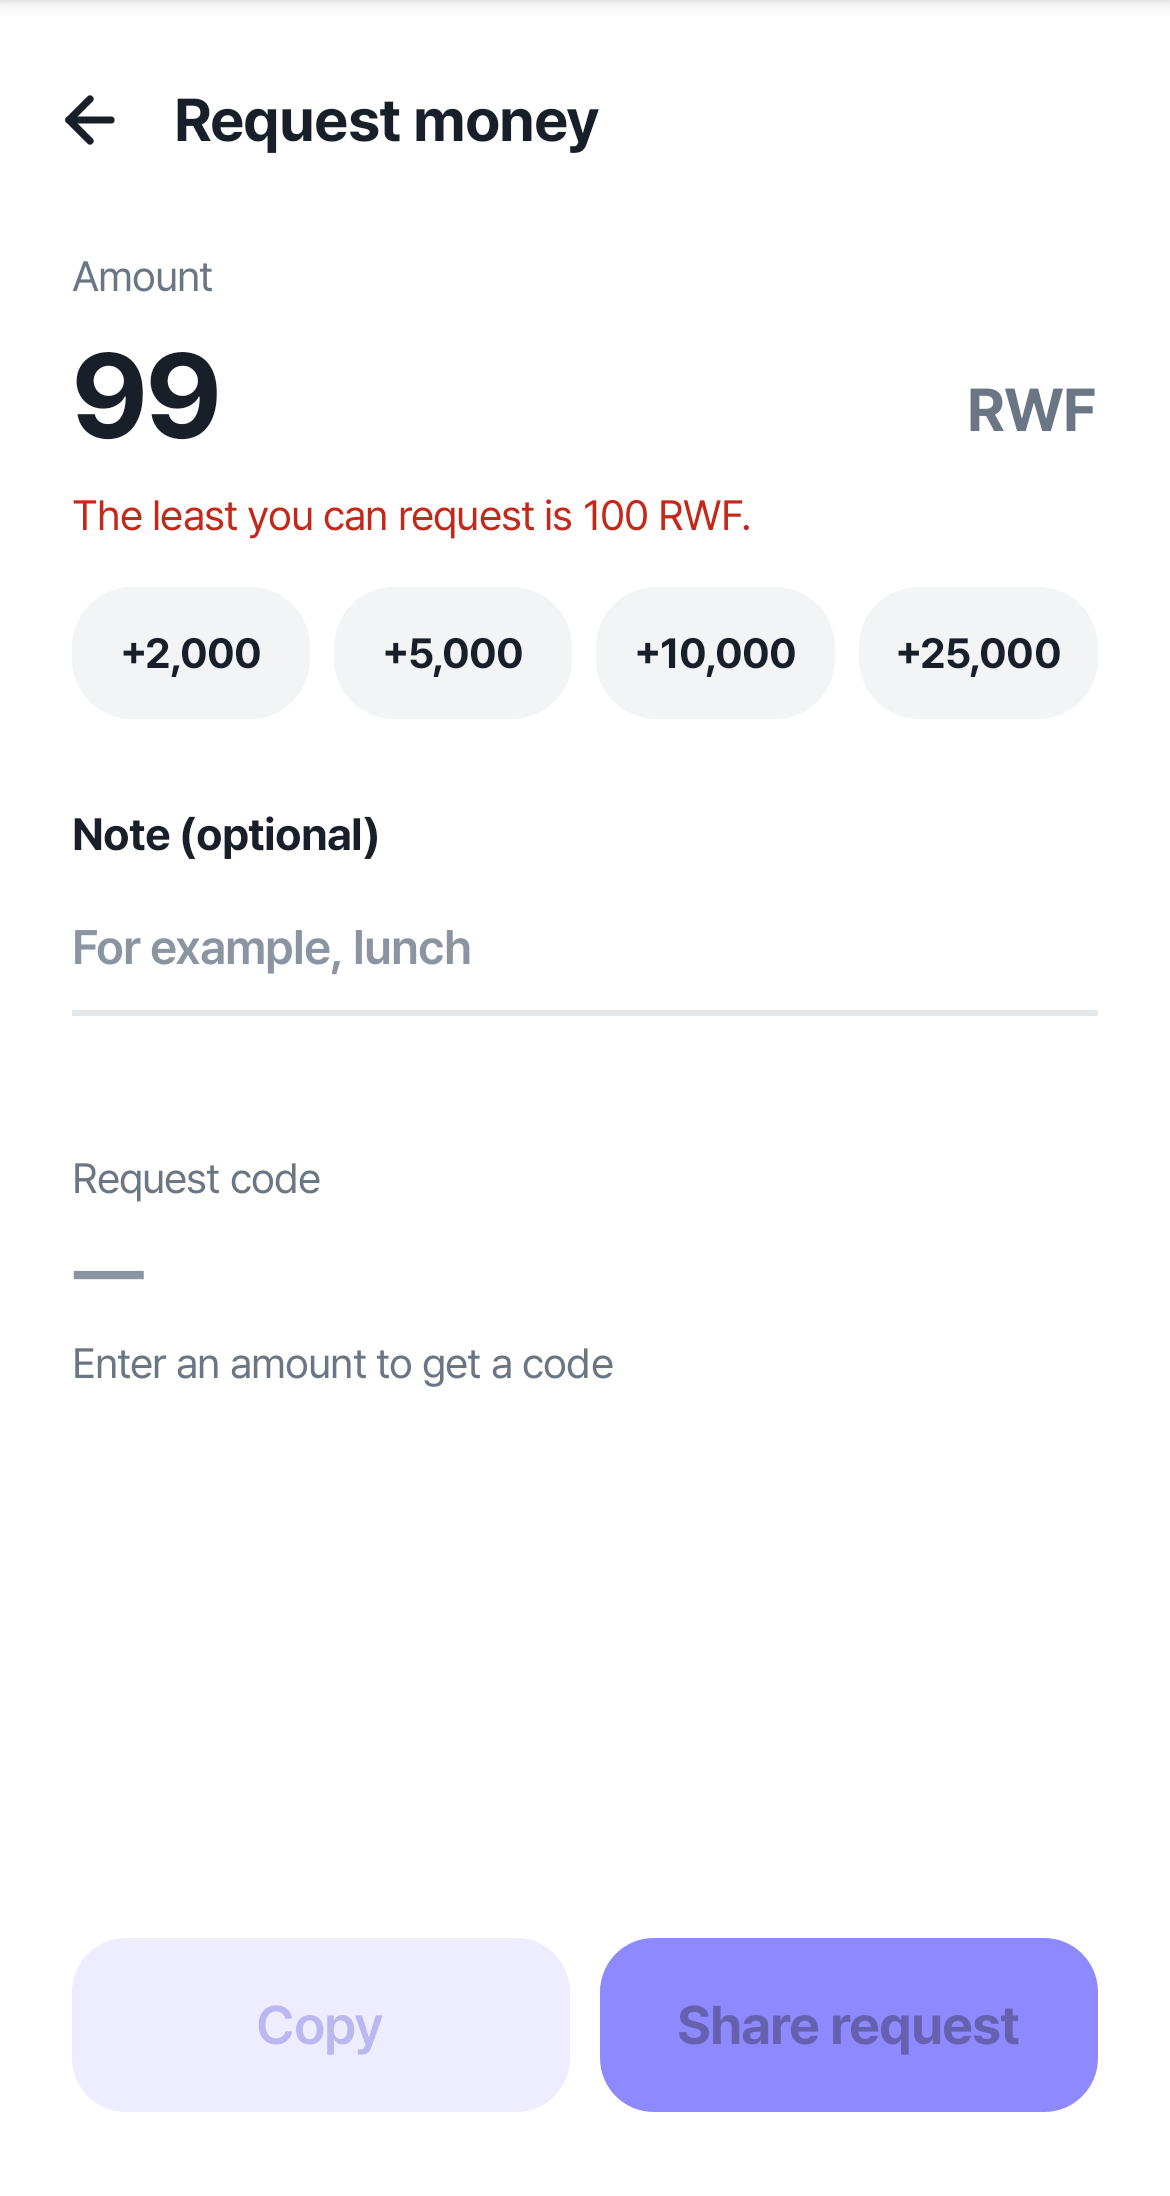 Request money
Amount
99
RWF
The least you can request is 100 RWF.
+2,000
+5,000
+10,000
+25,000
Note (optional)
For example, lunch
Request code
—
Enter an amount to get a code
Copy
Share request